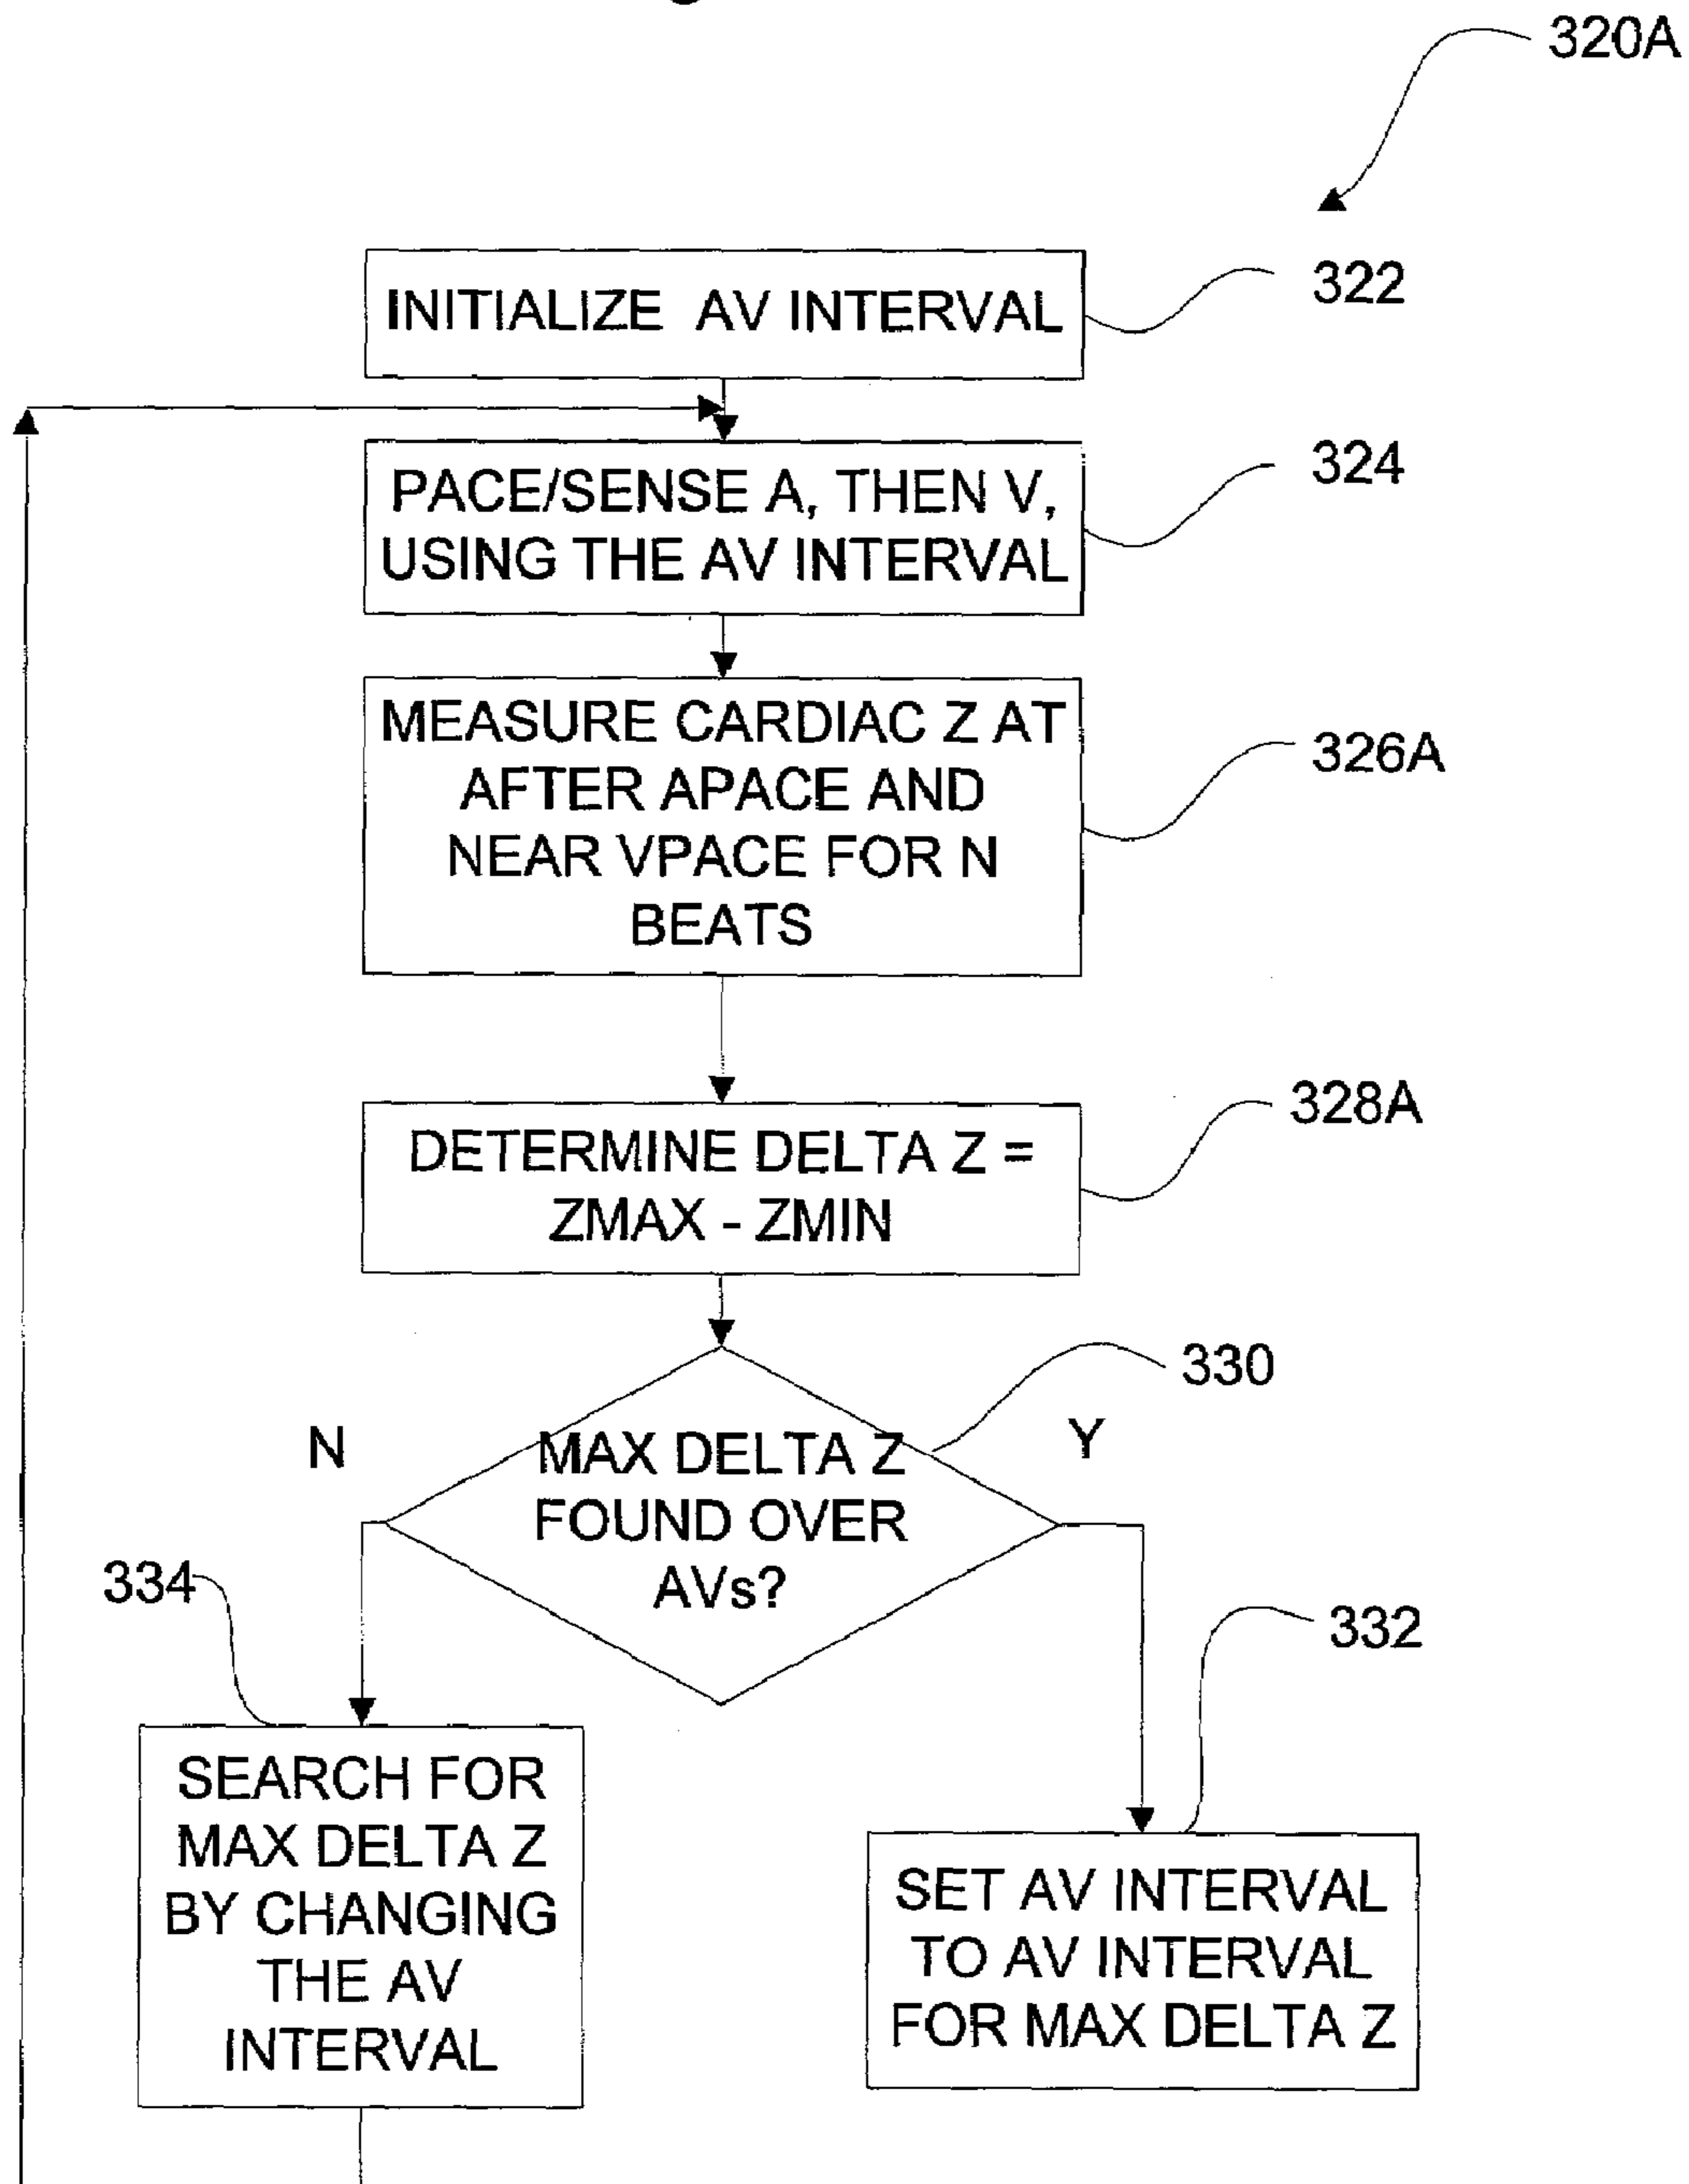 320A
INITIALIZE AV INTERVAL
322
PACE/SENSE A, THEN V,
USING THE AV INTERVAL
324
MEASURE CARDIAC Z AT
AFTER APACE AND
NEAR VPACE FOR N
BEATS
326A
DETERMINE DELTA Z =
ZMAX - ZMIN
328A
330
N
Y
MAX DELTA Z
FOUND OVER
AVs?
334
332
SEARCH FOR
MAX DELTA Z
BY CHANGING
THE AV
INTERVAL
SET AV INTERVAL
TO AV INTERVAL
FOR MAX DELTA Z